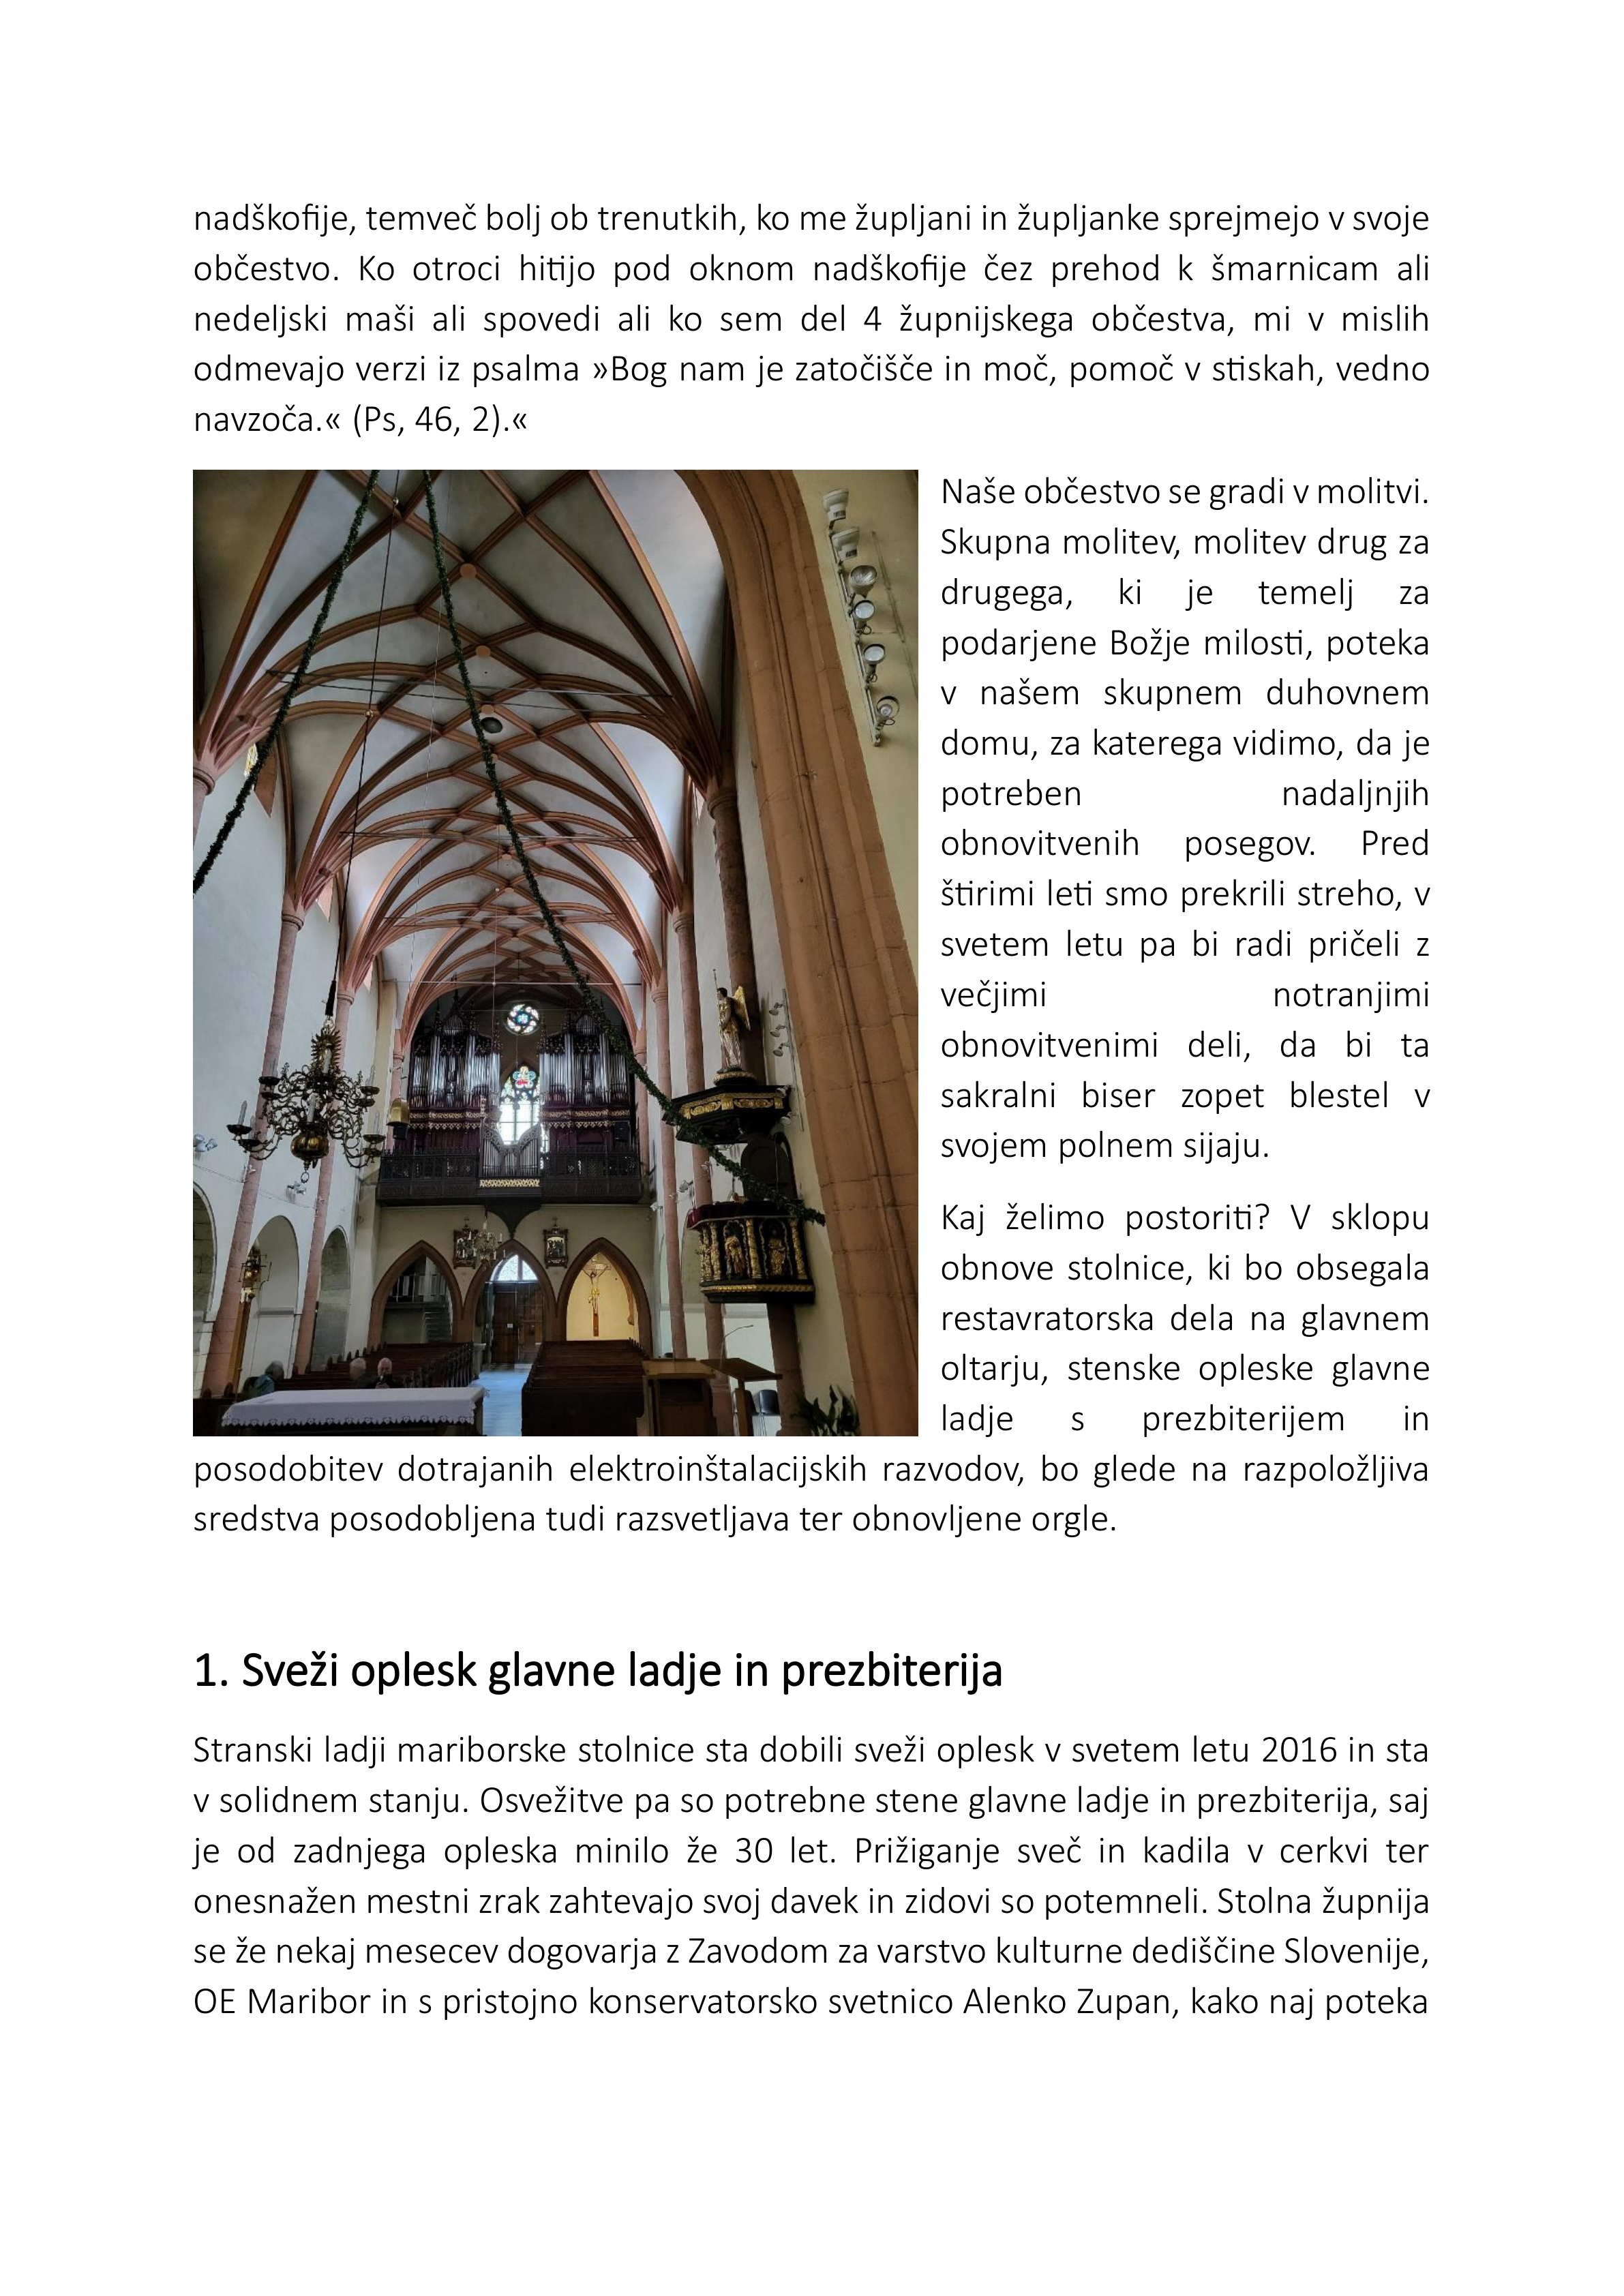 nadškofije, temveč bolj ob trenutkih, ko me župljani in župljanke sprejmejo v svoje
občestvo. Ko otroci hitijo pod oknom nadškofije čez prehod k šmarnicam ali
nedeljski maši ali spovedi ali ko sem del 4 župnijskega občestva, mi v mislih
odmevajo verzi iz psalma »Bog nam je zatočišče in moč, pomoč v stiskah, vedno
navzoča.« (Ps, 46, 2).«
Naše občestvo se gradi v molitvi.
Skupna molitev, molitev drug za
drugega, ki je temelj za
podarjene Božje milosti, poteka
v našem skupnem duhovnem
domu, za katerega vidimo, da je
potreben nadaljnjih
obnovitvenih posegov. Pred
štirimi leti smo prekrili streho, v
svetem letu pa bi radi pričeli z
večjimi notranjimi
obnovitvenimi deli, da bi ta
sakralni biser zopet blestel v
svojem polnem sijaju.
Kaj želimo postoriti? V sklopu
obnove stolnice, ki bo obsegala
restavratorska dela na glavnem
oltarju, stenske opleske glavne
ladje s prezbiterijem in
posodobitev dotrajanih elektroinštalacijskih razvodov, bo glede na razpoložljiva
sredstva posodobljena tudi razsvetljava ter obnovljene orgle.
1. Sveži oplesk glavne ladje in prezbiterija
Stranski ladji mariborske stolnice sta dobili sveži oplesk v svetem letu 2016 in sta
v solidnem stanju. Osvežitve pa so potrebne stene glavne ladje in prezbiterija, saj
je od zadnjega opleska minilo že 30 let. Prižiganje sveč in kadila v cerkvi ter
onesnažen mestni zrak zahtevajo svoj davek in zidovi so potemneli. Stolna župnija
se že nekaj mesecev dogovarja z Zavodom za varstvo kulturne dediščine Slovenije,
OE Maribor in s pristojno konservatorsko svetnico Alenko Zupan, kako naj poteka